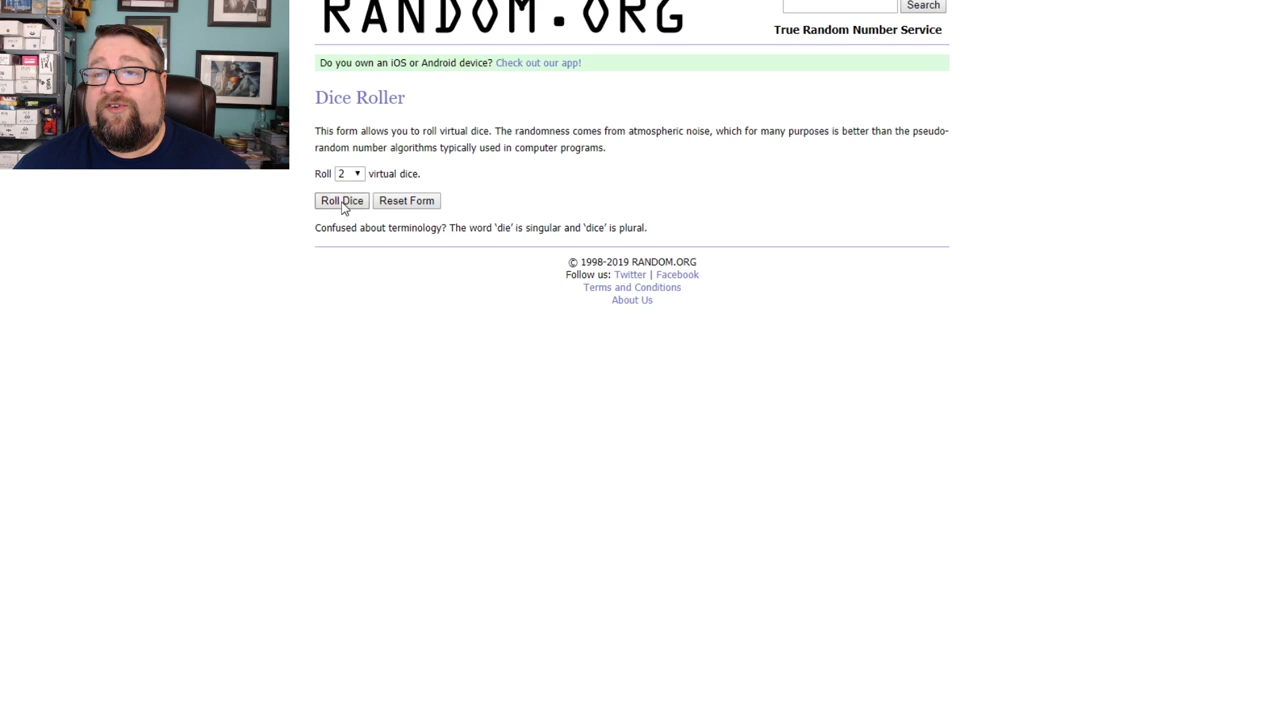 RANDOM.ORG
Search
True Random Number Service
Do you own an iOS or Android device? Check out our app!
Dice Roller
This form allows you to roll virtual dice. The randomness comes from atmospheric noise, which for many purposes is better than the pseudo-
random number algorithms typically used in computer programs.
Roll 2 virtual dice.
Roll Dice Reset Form
Confused about terminology? The word ‘die’ is singular and ‘dice’ is plural.
© 1998-2019 RANDOM.ORG
Follow us: Twitter | Facebook
Terms and Conditions
About Us